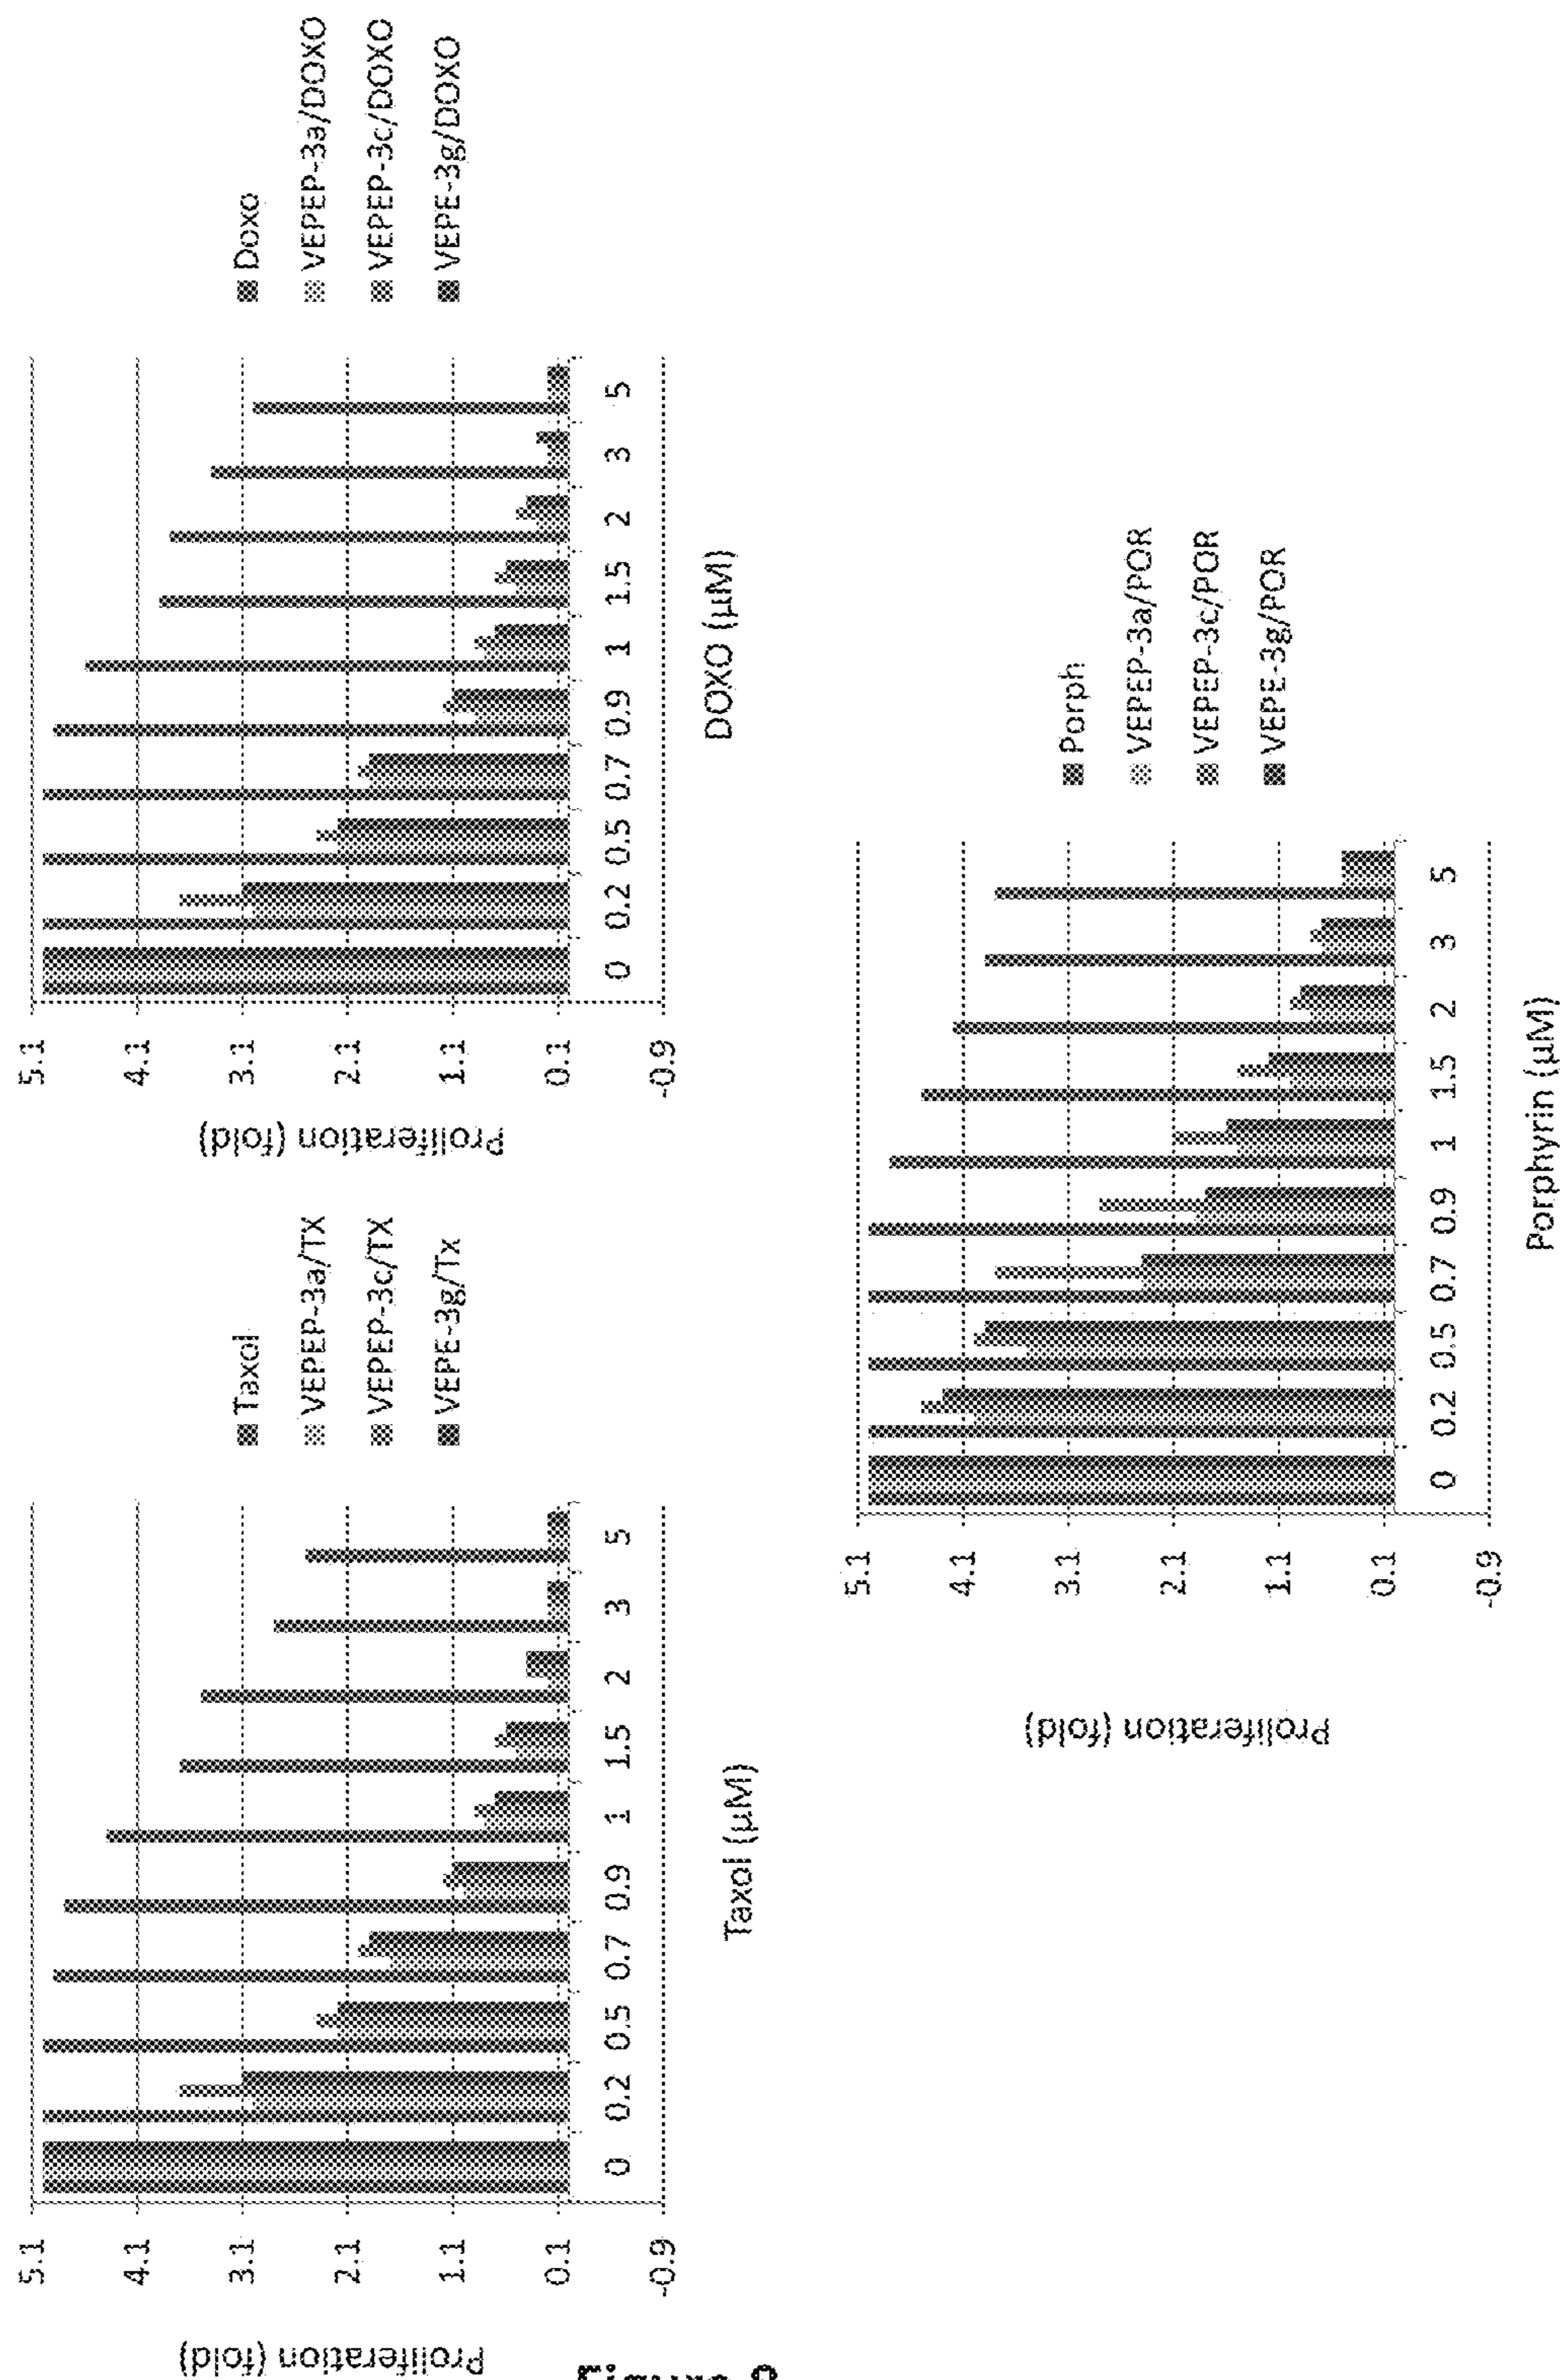 Proliferation (fold)
5.1
4.1
3.1
2.1
1.1
0.1
-0.9
0 0.2 0.5 0.7 0.9 1 1.5 2 3 5
Taxol (µM)
Taxol
VEPEP-3a/TX
VEPEP-3c/TX
VEPE-3g/Tx
Proliferation (fold)
5.1
4.1
3.1
2.1
1.1
0.1
-0.9
0 0.2 0.5 0.7 0.9 1 1.5 2 3 5
DOXO (µM)
Doxo
VEPEP-3a/DOXO
VEPEP-3c/DOXO
VEPE-3g/DOXO
Proliferation (fold)
5.1
4.1
3.1
2.1
1.1
0.1
-0.9
0 0.2 0.5 0.7 0.9 1 1.5 2 3 5
Porphyrin (µM)
Porph
VEPEP-3a/POR
VEPEP-3c/POR
VEPE-3g/POR